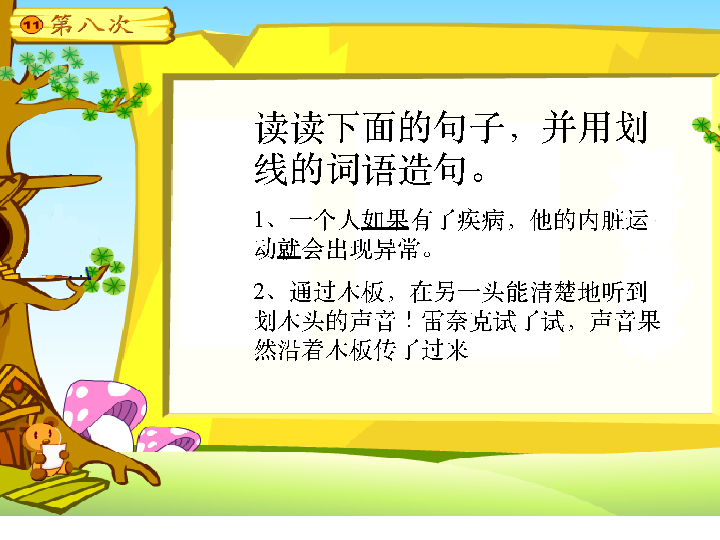 11 第八次
读读下面的句子，并用划
线的词语造句。
1、一个人如果有了疾病，他的内脏运
动就会出现异常。
2、通过木板，在另一头能清楚地听到
划木头的声音！雷奈克试了试，声音果
然沿着木板传了过来